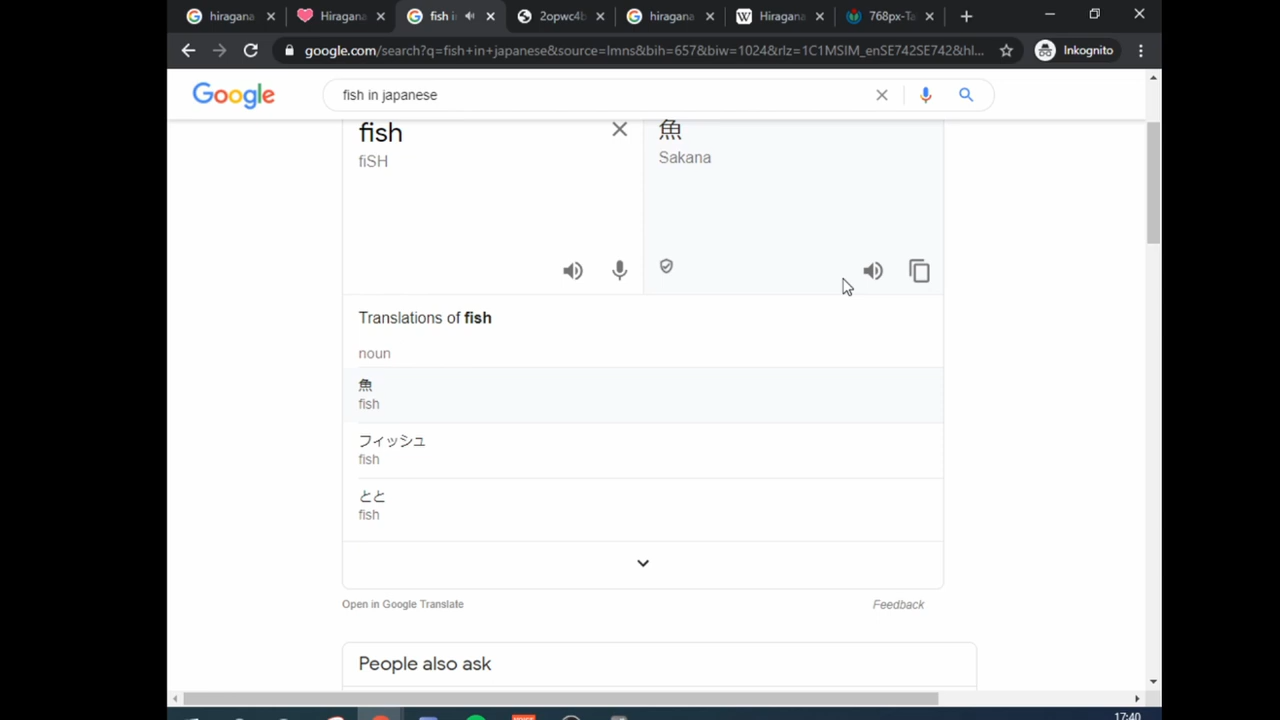 hiragana
Hiragana
fish i
2opwc4b
hiragana
Hiragana
768px-Ta
google.com/search?q=fish+in+japanese&source=lmns&bih=657&biw=1024&rlz=1C1MSIM_enSE742SE742&hl...
Inkognito
Google
fish in japanese
fish
fiSH
魚
Sakana
Translations of fish
noun
魚
fish
フィッシュ
fish
とと
fish
Open in Google Translate
Feedback
People also ask
17:40